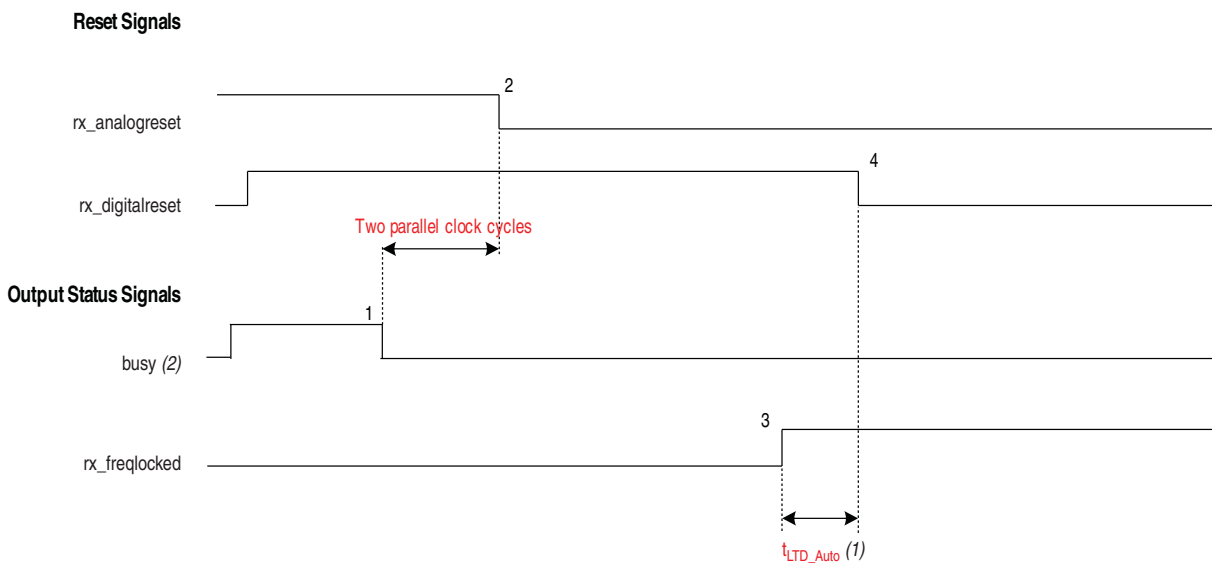 Reset Signals
2
rx_analogreset
4
rx_digitalreset
Two parallel clock cycles
Output Status Signals
1
busy (2)
3
rx_freqlocked
tLTD_Auto (1)